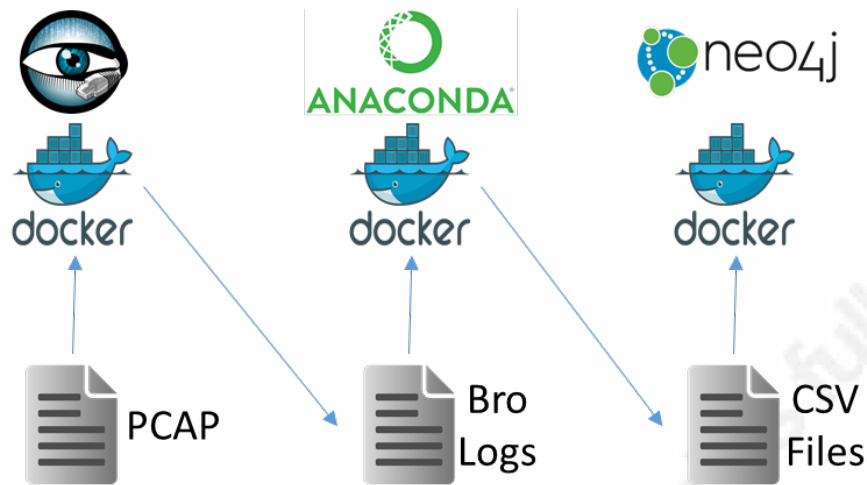 ANACONDA
neo4j
docker
docker
docker
PCAP
Bro
Logs
CSV
Files